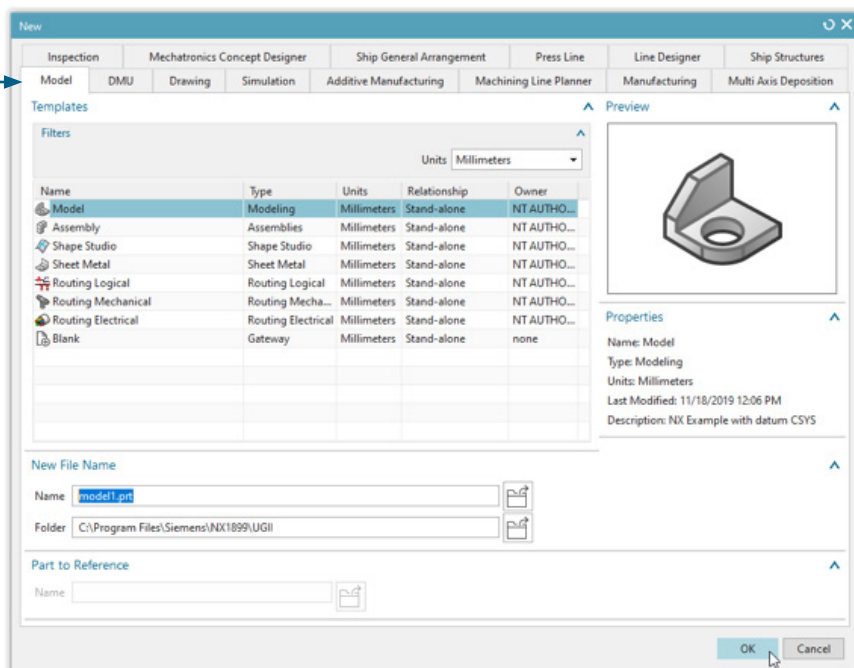 New
Inspection Mechatronics Concept Designer Ship General Arrangement Press Line Line Designer Ship Structures
Model DMU Drawing Simulation Additive Manufacturing Machining Line Planner Manufacturing Multi Axis Deposition
Templates
Filters
Units Millimeters
Name Type Units Relationship Owner
Model Modeling Millimeters Stand-alone NT AUTHO...
Assembly Assemblies Millimeters Stand-alone NT AUTHO...
Shape Studio Shape Studio Millimeters Stand-alone NT AUTHO...
Sheet Metal Sheet Metal Millimeters Stand-alone NT AUTHO...
Routing Logical Routing Logical Millimeters Stand-alone NT AUTHO...
Routing Mechanical Routing Mecha... Millimeters Stand-alone NT AUTHO...
Routing Electrical Routing Electrical Millimeters Stand-alone NT AUTHO...
Blank Gateway Millimeters Stand-alone none
Preview
Properties
Name: Model
Type: Modeling
Units: Millimeters
Last Modified: 11/18/2019 12:06 PM
Description: NX Example with datum CSYS
New File Name
Name model1.prt
Folder C:\Program Files\Siemens\NX1899\UGII
Part to Reference
Name
OK Cancel